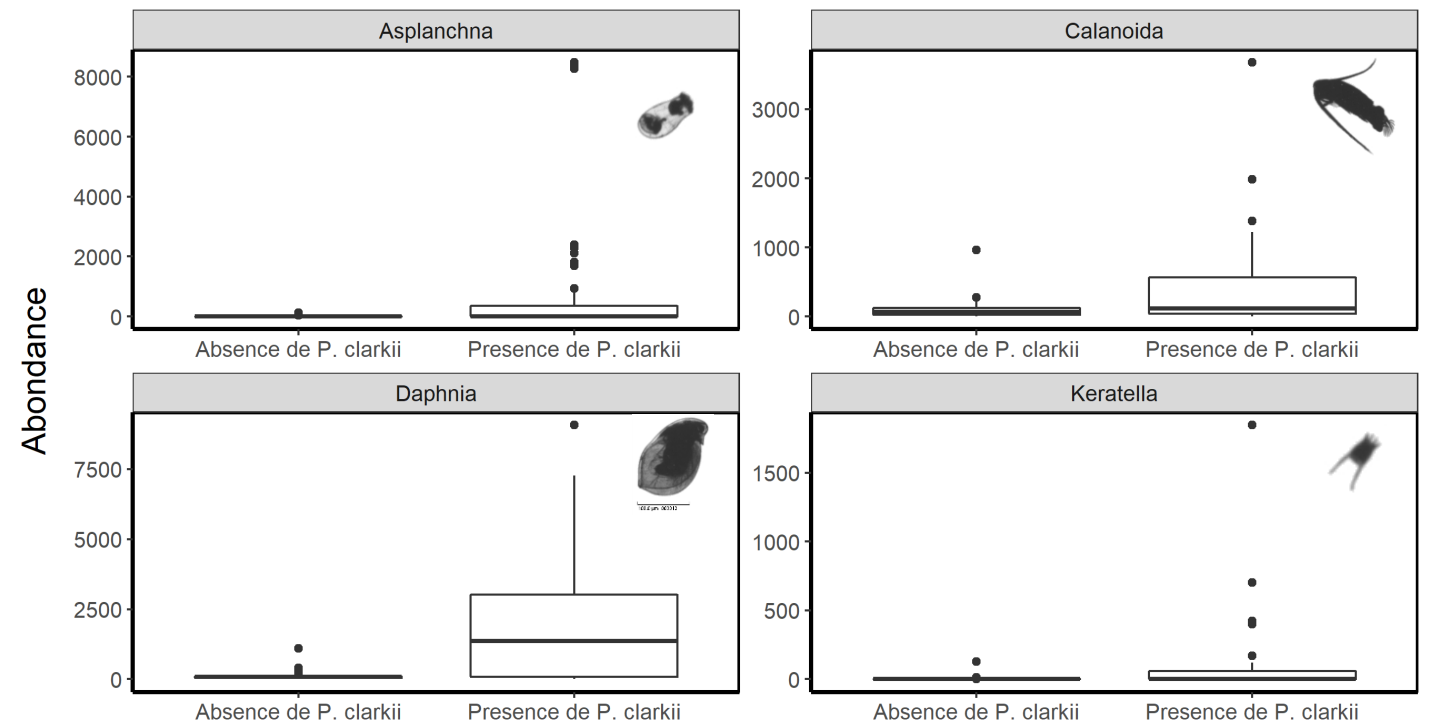 Asplanchna
Calanoida
8000
6000
4000
2000
0
3000
2000
1000
0
Absence de P. clarkii Presence de P. clarkii
Absence de P. clarkii Presence de P. clarkii
Abondance
Daphnia
Keratella
7500
5000
2500
0
1500
1000
500
0
Absence de P. clarkii Presence de P. clarkii
Absence de P. clarkii Presence de P. clarkii